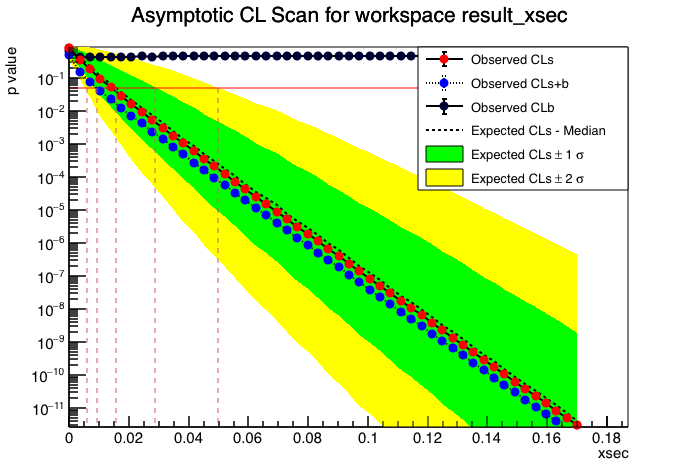 Asymptotic CL Scan for workspace result_xsec
p value
Observed CLs
Observed CLs+b
Observed CLb
Expected CLs - Median
Expected CLs ± 1 σ
Expected CLs ± 2 σ
10⁻¹
10⁻²
10⁻³
10⁻⁴
10⁻⁵
10⁻⁶
10⁻⁷
10⁻⁸
10⁻⁹
10⁻¹⁰
10⁻¹¹
0 0.02 0.04 0.06 0.08 0.1 0.12 0.14 0.16 0.18
xsec